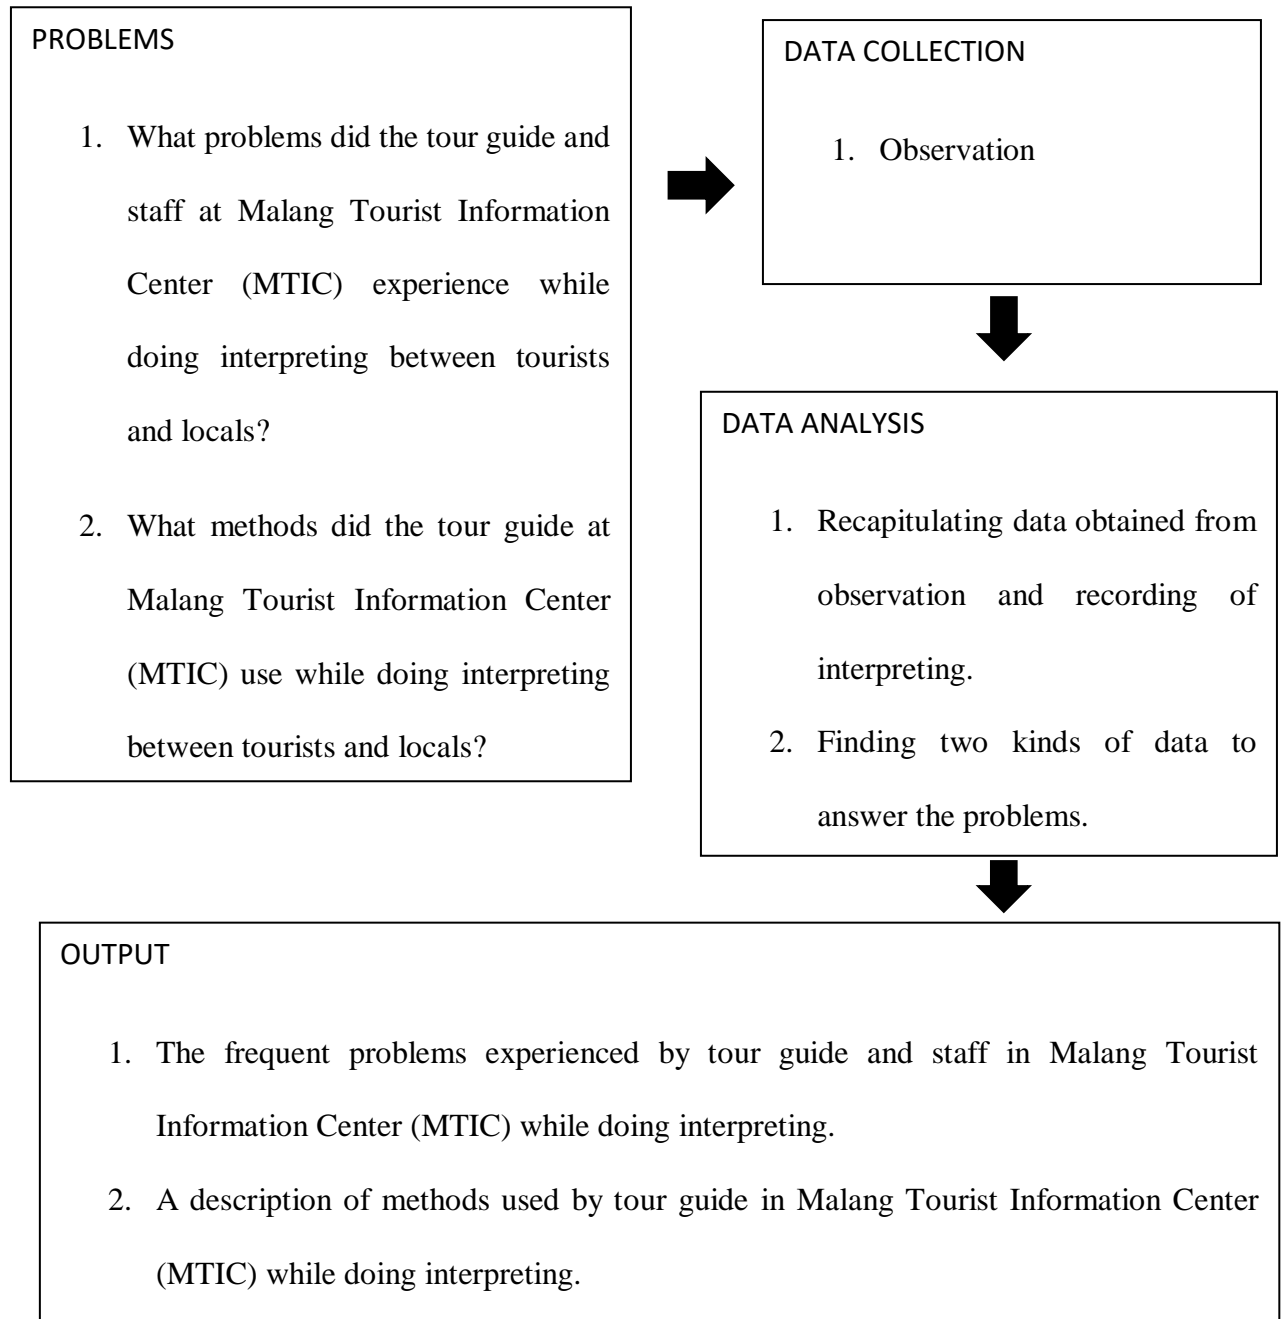 PROBLEMS
1. What problems did the tour guide and
staff at Malang Tourist Information
Center (MTIC) experience while
doing interpreting between tourists
and locals?
2. What methods did the tour guide at
Malang Tourist Information Center
(MTIC) use while doing interpreting
between tourists and locals?
DATA COLLECTION
1. Observation
DATA ANALYSIS
1. Recapitulating data obtained from
observation and recording of
interpreting.
2. Finding two kinds of data to
answer the problems.
OUTPUT
1. The frequent problems experienced by tour guide and staff in Malang Tourist
Information Center (MTIC) while doing interpreting.
2. A description of methods used by tour guide in Malang Tourist Information Center
(MTIC) while doing interpreting.